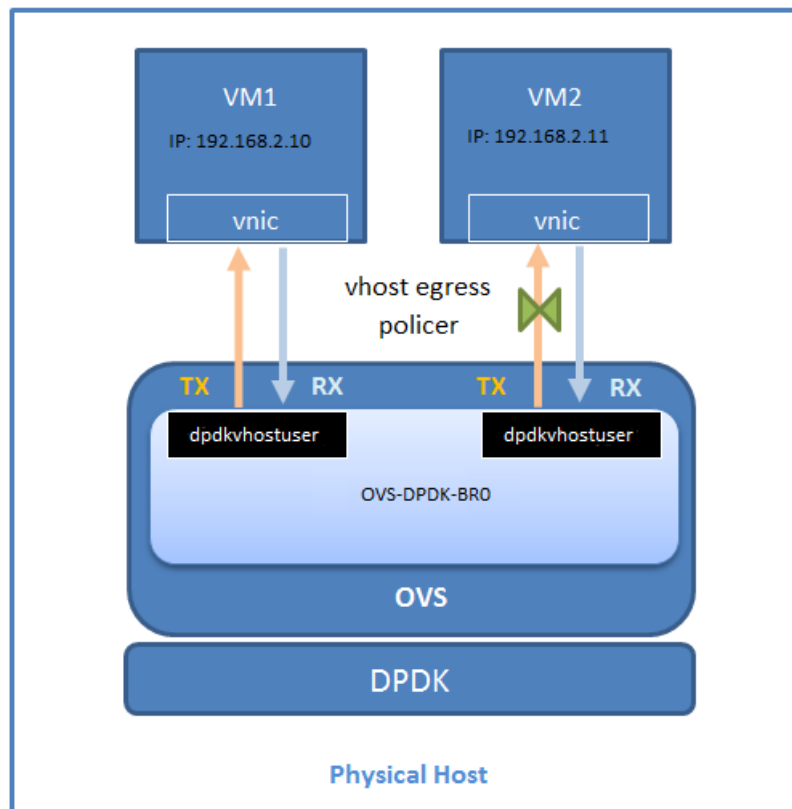 VM1
VM2
IP: 192.168.2.10
IP: 192.168.2.11
vnic
vnic
vhost egress
policer
TX
RX
TX
RX
dpdkvhostuser
dpdkvhostuser
OVS-DPDK-BR0
OVS
DPDK
Physical Host